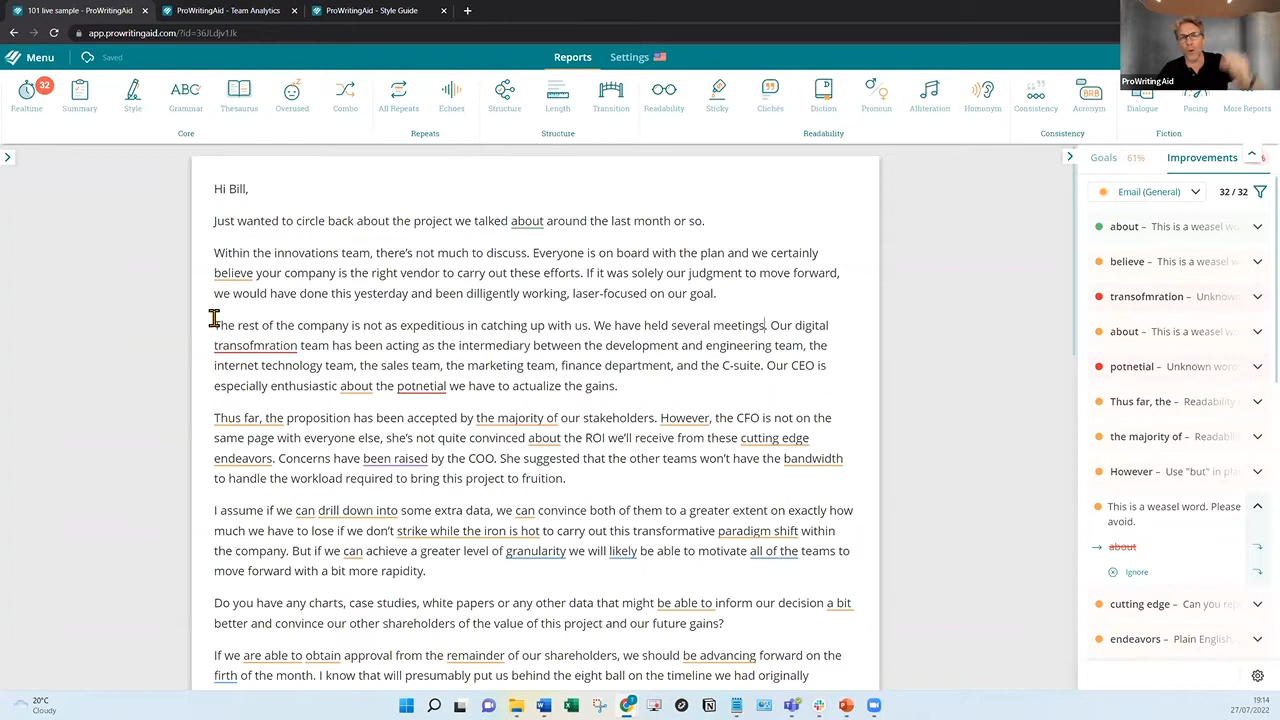 101 live sample - ProWritingAid
ProWritingAid - Team Analytics
ProWritingAid - Style Guide
app.prowritingaid.com/?id=36JLdjv1Jk
Menu
Saved
Reports
Settings
ProWritingAid
32
Realtime
Summary
Style
ABC
Grammar
Thesaurus
Overused
Combo
All Repeats
Echoes
Structure
Length
Transition
Readability
Sticky
Clichés
Diction
Pronoun
Alliteration
Homonym
Consistency
BRB
Acronym
Dialogue
Pacing
More Reports
Core
Repeats
Structure
Readability
Consistency
Fiction
Hi Bill,
Just wanted to circle back about the project we talked about around the last month or so.
Within the innovations team, there's not much to discuss. Everyone is on board with the plan and we certainly
believe your company is the right vendor to carry out these efforts. If it was solely our judgment to move forward,
we would have done this yesterday and been dilligently working, laser-focused on our goal.
The rest of the company is not as expeditious in catching up with us. We have held several meetings. Our digital
transofmration team has been acting as the intermediary between the development and engineering team, the
internet technology team, the sales team, the marketing team, finance department, and the C-suite. Our CEO is
especially enthusiastic about the potnetial we have to actualize the gains.
Thus far, the proposition has been accepted by the majority of our stakeholders. However, the CFO is not on the
same page with everyone else, she's not quite convinced about the ROI we'll receive from these cutting edge
endeavors. Concerns have been raised by the COO. She suggested that the other teams won't have the bandwidth
to handle the workload required to bring this project to fruition.
I assume if we can drill down into some extra data, we can convince both of them to a greater extent on exactly how
much we have to lose if we don't strike while the iron is hot to carry out this transformative paradigm shift within
the company. But if we can achieve a greater level of granularity we will likely be able to motivate all of the teams to
move forward with a bit more rapidity.
Do you have any charts, case studies, white papers or any other data that might be able to inform our decision a bit
better and convince our other shareholders of the value of this project and our future gains?
If we are able to obtain approval from the remainder of our shareholders, we should be advancing forward on the
firth of the month. I know that will presumably put us behind the eight ball on the timeline we had originally
Goals 61%
Improvements %
Email (General)
32 / 32
about – This is a weasel wo
believe – This is a weasel w
transofmration – Unknow
about – This is a weasel wo
potnetial – Unknown wor
Thus far, the – Readability
the majority of – Readabil
However – Use "but" in pla
This is a weasel word. Please
avoid.
about
Ignore
cutting edge – Can you rep
endeavors – Plain English.
20°C
Cloudy
19:14
27/07/2022